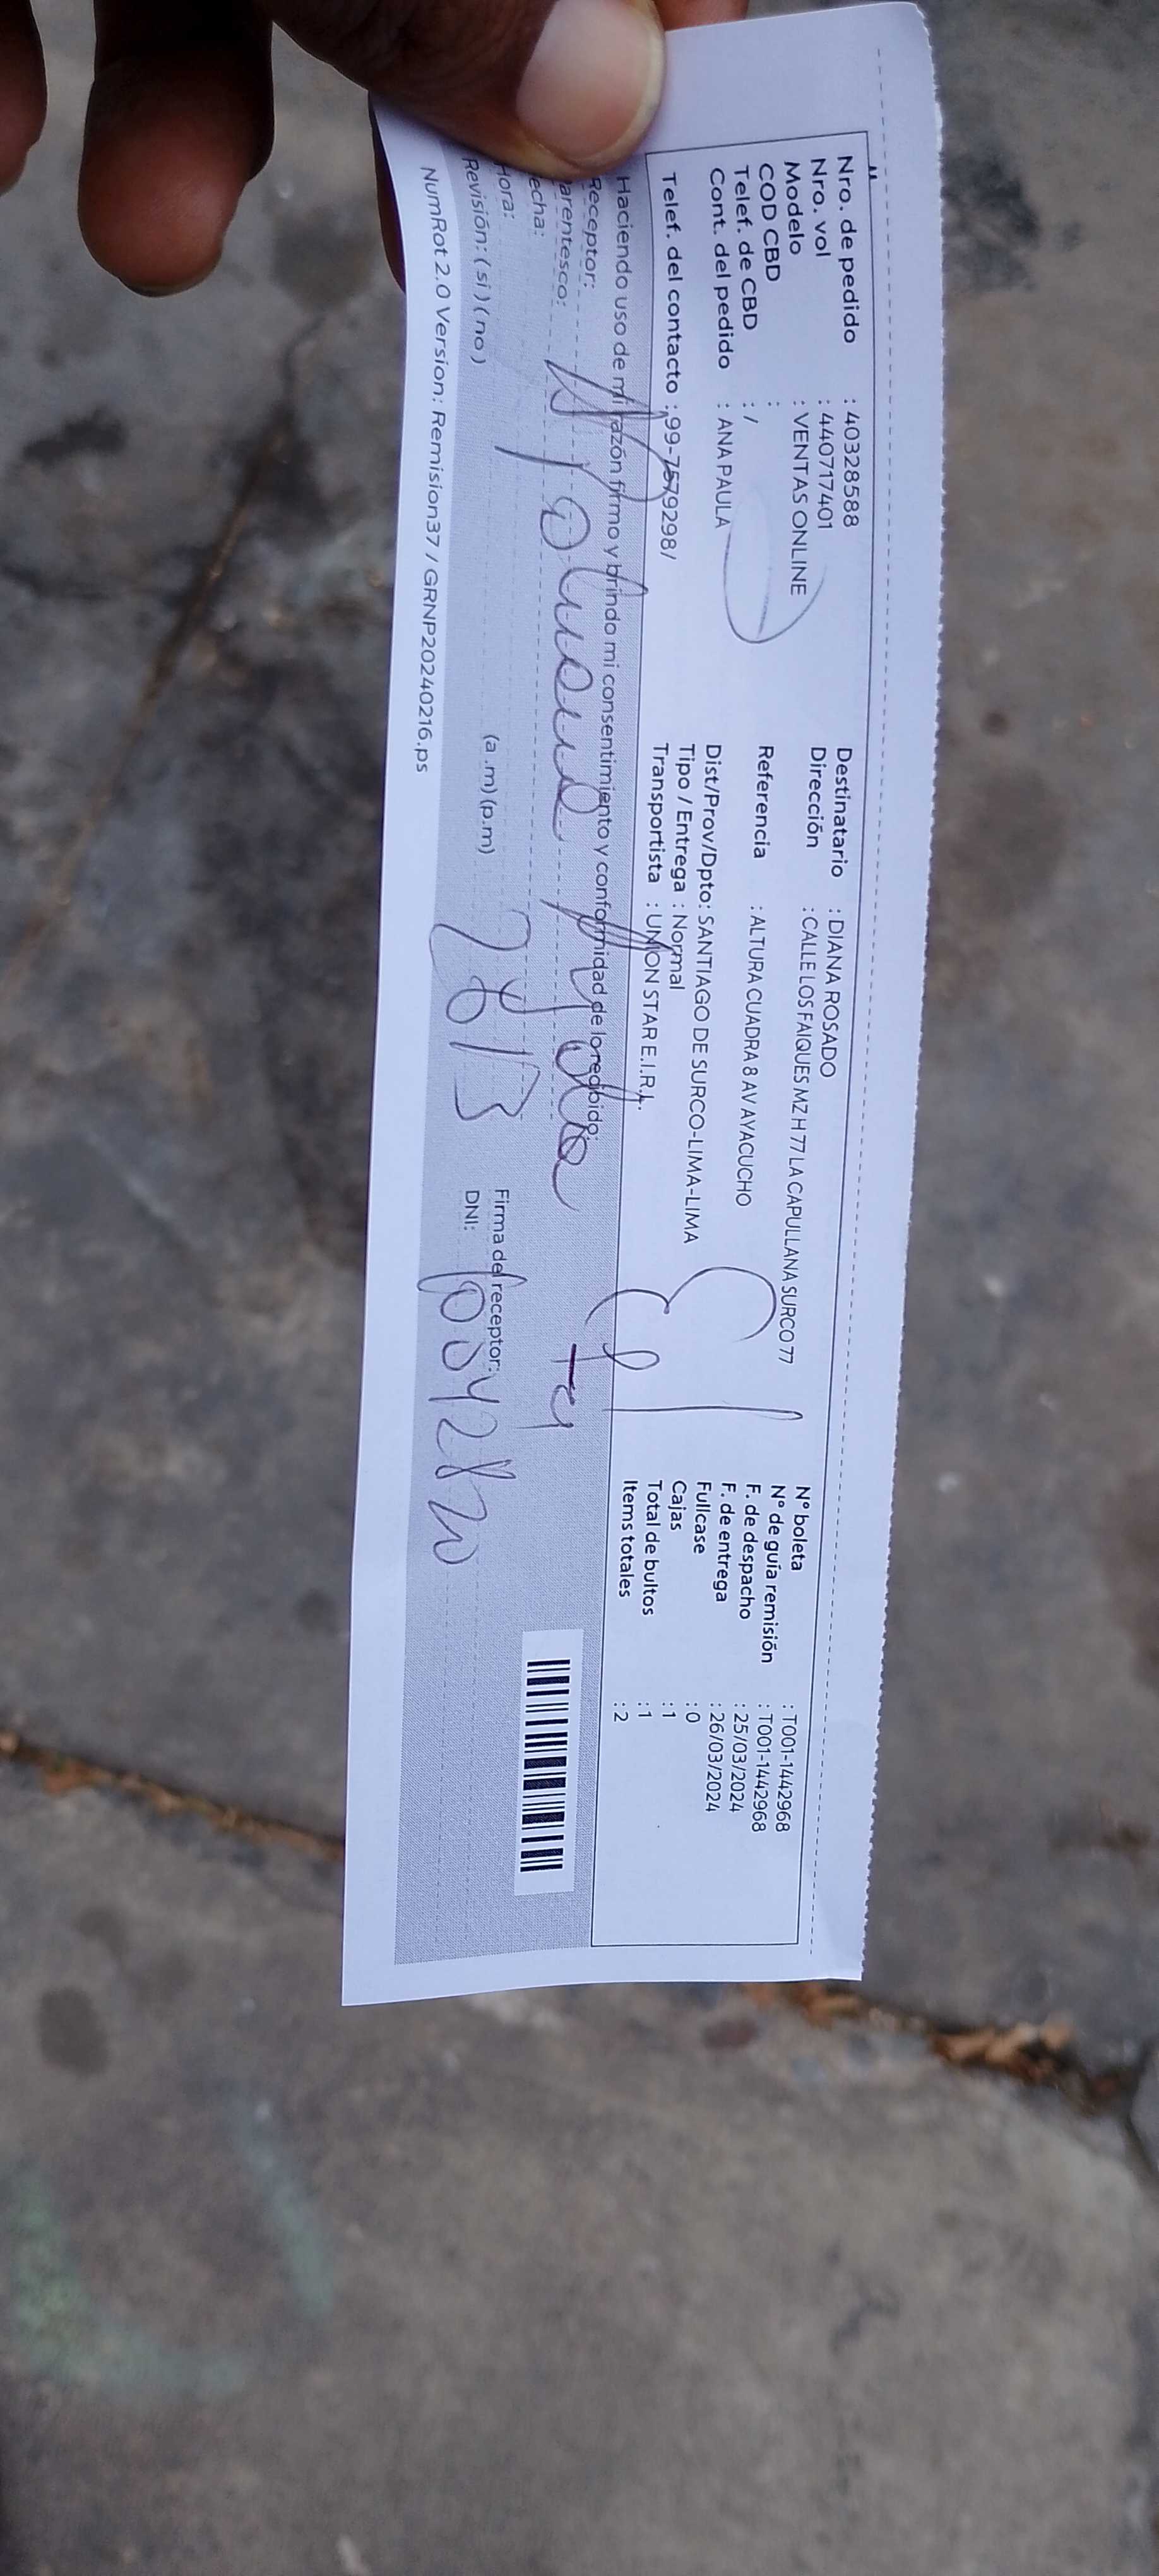 Nro. de pedido : 40328588
Nro. vol : 440717401
Modelo : VENTAS ONLINE
COD CBD :
Telef. de CBD : /
Cont. del pedido : ANA PAULA
Telef. del contacto : 99-7579298/
Destinatario : DIANA ROSADO
Dirección : CALLE LOS FAIQUES MZ H 77 LA CAPULLANA SURCO 77
Referencia : ALTURA CUADRA 8 AV AYACUCHO
Dist/Prov/Dpto: SANTIAGO DE SURCO-LIMA-LIMA
Tipo / Entrega : Normal
Transportista : UNION STAR E.I.R.L.
N° boleta : T001-1442968
N° de guía remisión : T001-1442968
F. de despacho : 25/03/2024
F. de entrega : 26/03/2024
Fullcase : 0
Cajas : 1
Total de bultos : 1
Items totales : 2
Haciendo uso de mi razón firmo y brindo mi consentimiento y conformidad de lo recibido.
Receptor:
arentesco:
echa:
Hora: (a.m) (p.m)
Firma del receptor:
Revisión: ( si ) ( no )
DNI:
NumRot 2.0 Version: Remision37 / GRNP20240216.ps